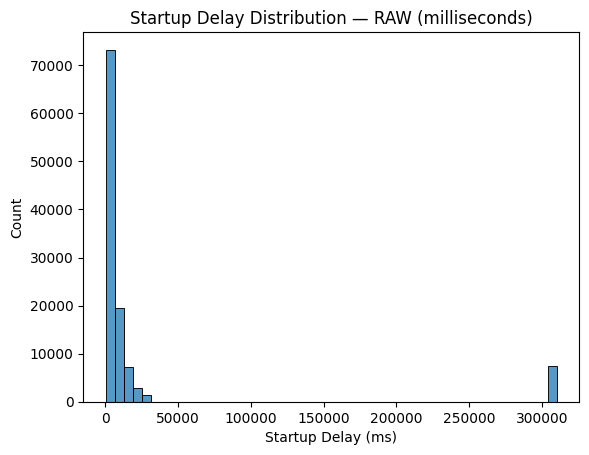 Startup Delay Distribution — RAW (milliseconds)
70000
60000
50000
40000
30000
20000
10000
0
Count
0 50000 100000 150000 200000 250000 300000
Startup Delay (ms)